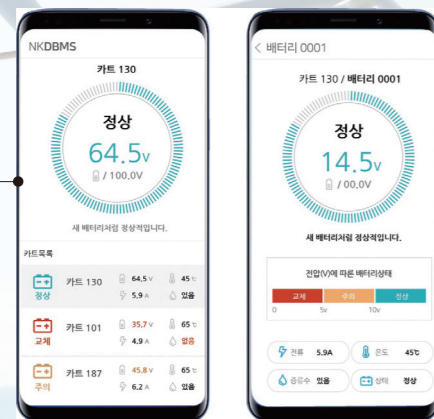 NKDBMS
카트 130
정상
64.5v
/ 100.0V
새 배터리처럼 정상적입니다.
카트목록
정상
카트 130
64,5 v
45 ℃
5.9 A
있음
교체
카트 101
35,7 v
65 ℃
4.9 A
없음
주의
카트 187
45.8 v
65 ℃
6.2 A
있음
배터리 0001
카트 130 / 배터리 0001
정상
14.5v
/ 00.0V
새 배터리처럼 정상적입니다.
전압(V)에 따른 배터리상태
교체 주의 정상
0 5v 10v
전류 5.9A
온도 45℃
증류수 있음
상태 정상